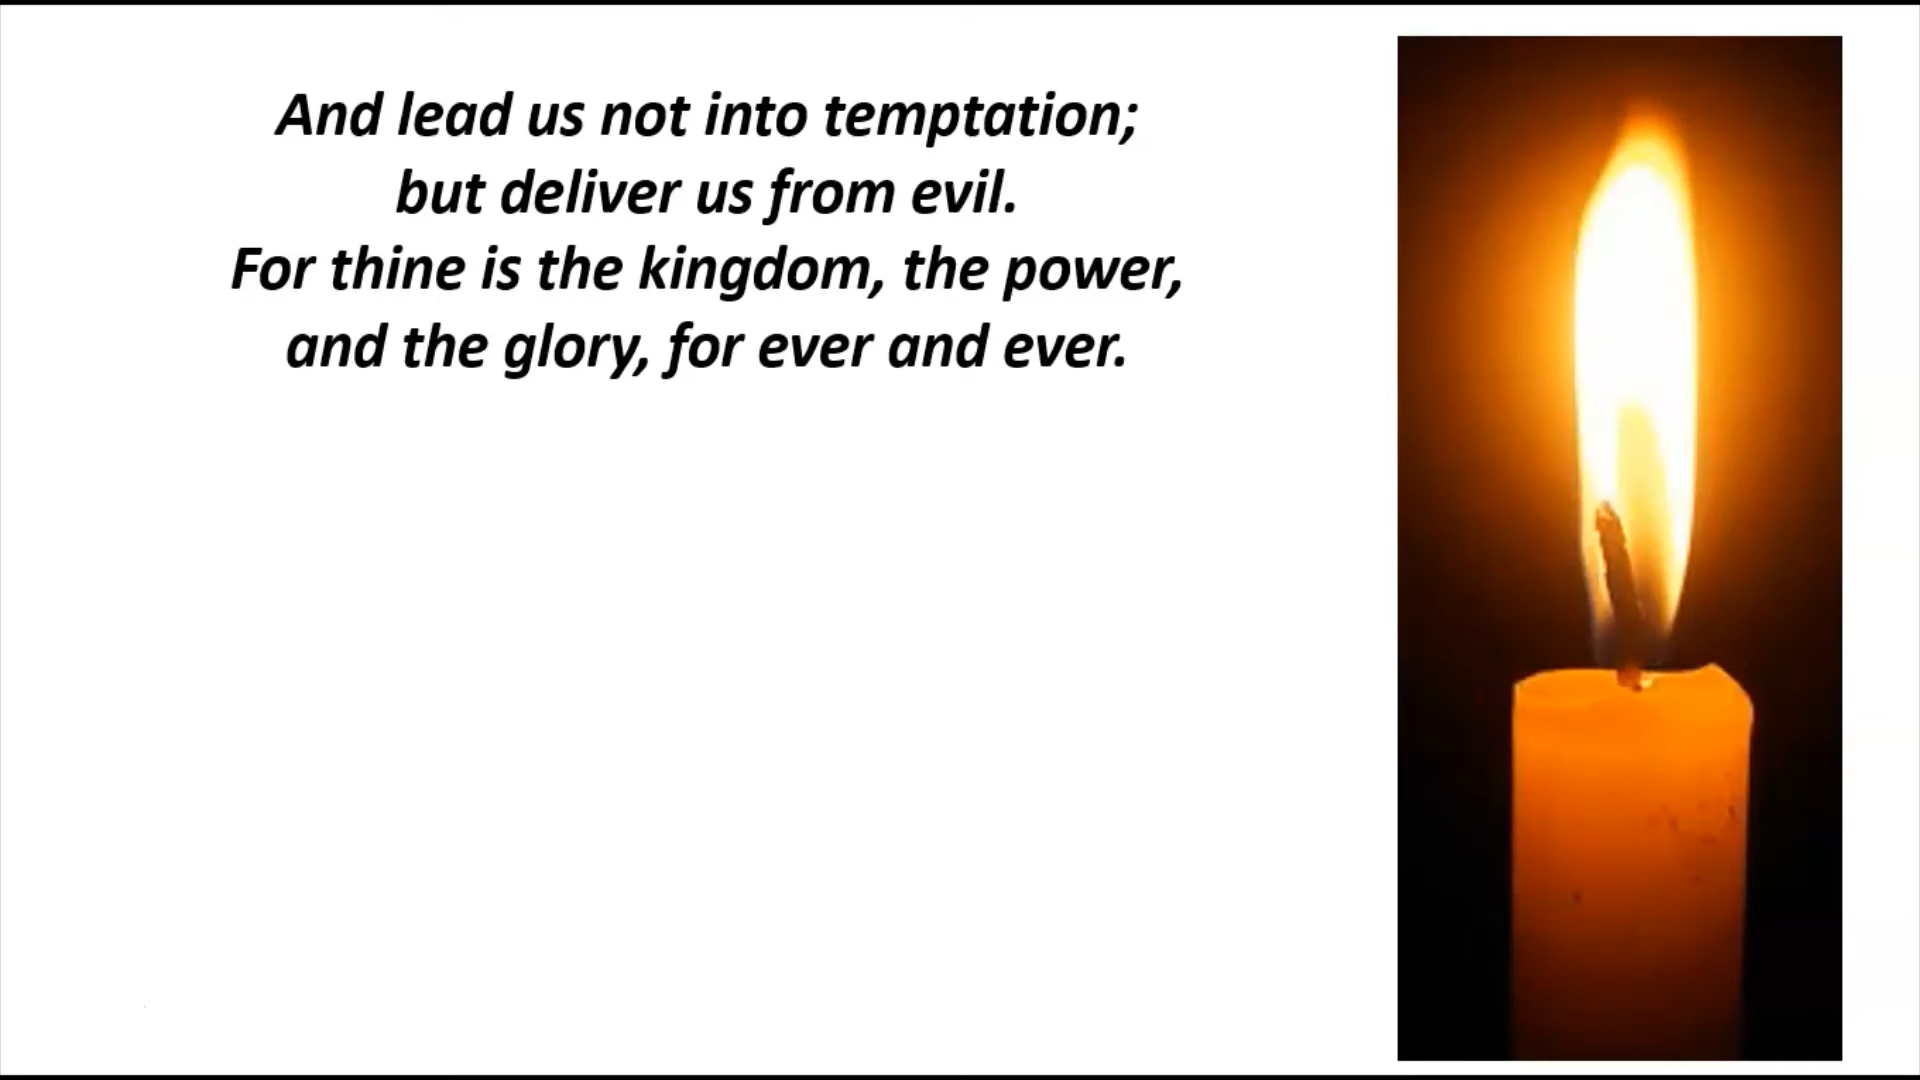 And lead us not into temptation;
but deliver us from evil.
For thine is the kingdom, the power,
and the glory, for ever and ever.